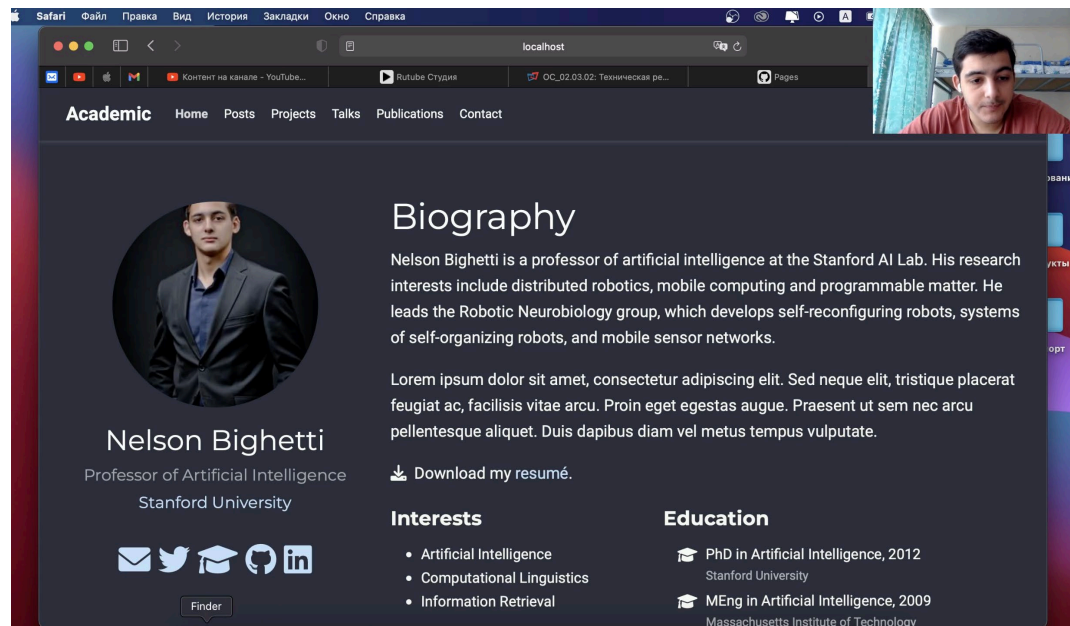 Safari Файл Правка Вид История Закладки Окно Справка
A
localhost
Контент на канале - YouTube...
Rutube Студия
ОС_02.03.02: Техническая ре...
Pages
Academic Home Posts Projects Talks Publications Contact
Biography
Nelson Bighetti is a professor of artificial intelligence at the Stanford AI Lab. His research
interests include distributed robotics, mobile computing and programmable matter. He
leads the Robotic Neurobiology group, which develops self-reconfiguring robots, systems
of self-organizing robots, and mobile sensor networks.
Lorem ipsum dolor sit amet, consectetur adipiscing elit. Sed neque elit, tristique placerat
feugiat ac, facilisis vitae arcu. Proin eget egestas augue. Praesent ut sem nec arcu
pellentesque aliquet. Duis dapibus diam vel metus tempus vulputate.
Download my resumé.
Nelson Bighetti
Professor of Artificial Intelligence
Stanford University
in
Finder
Interests
Artificial Intelligence
Computational Linguistics
Information Retrieval
Education
PhD in Artificial Intelligence, 2012
Stanford University
MEng in Artificial Intelligence, 2009
Massachusetts Institute of Technology